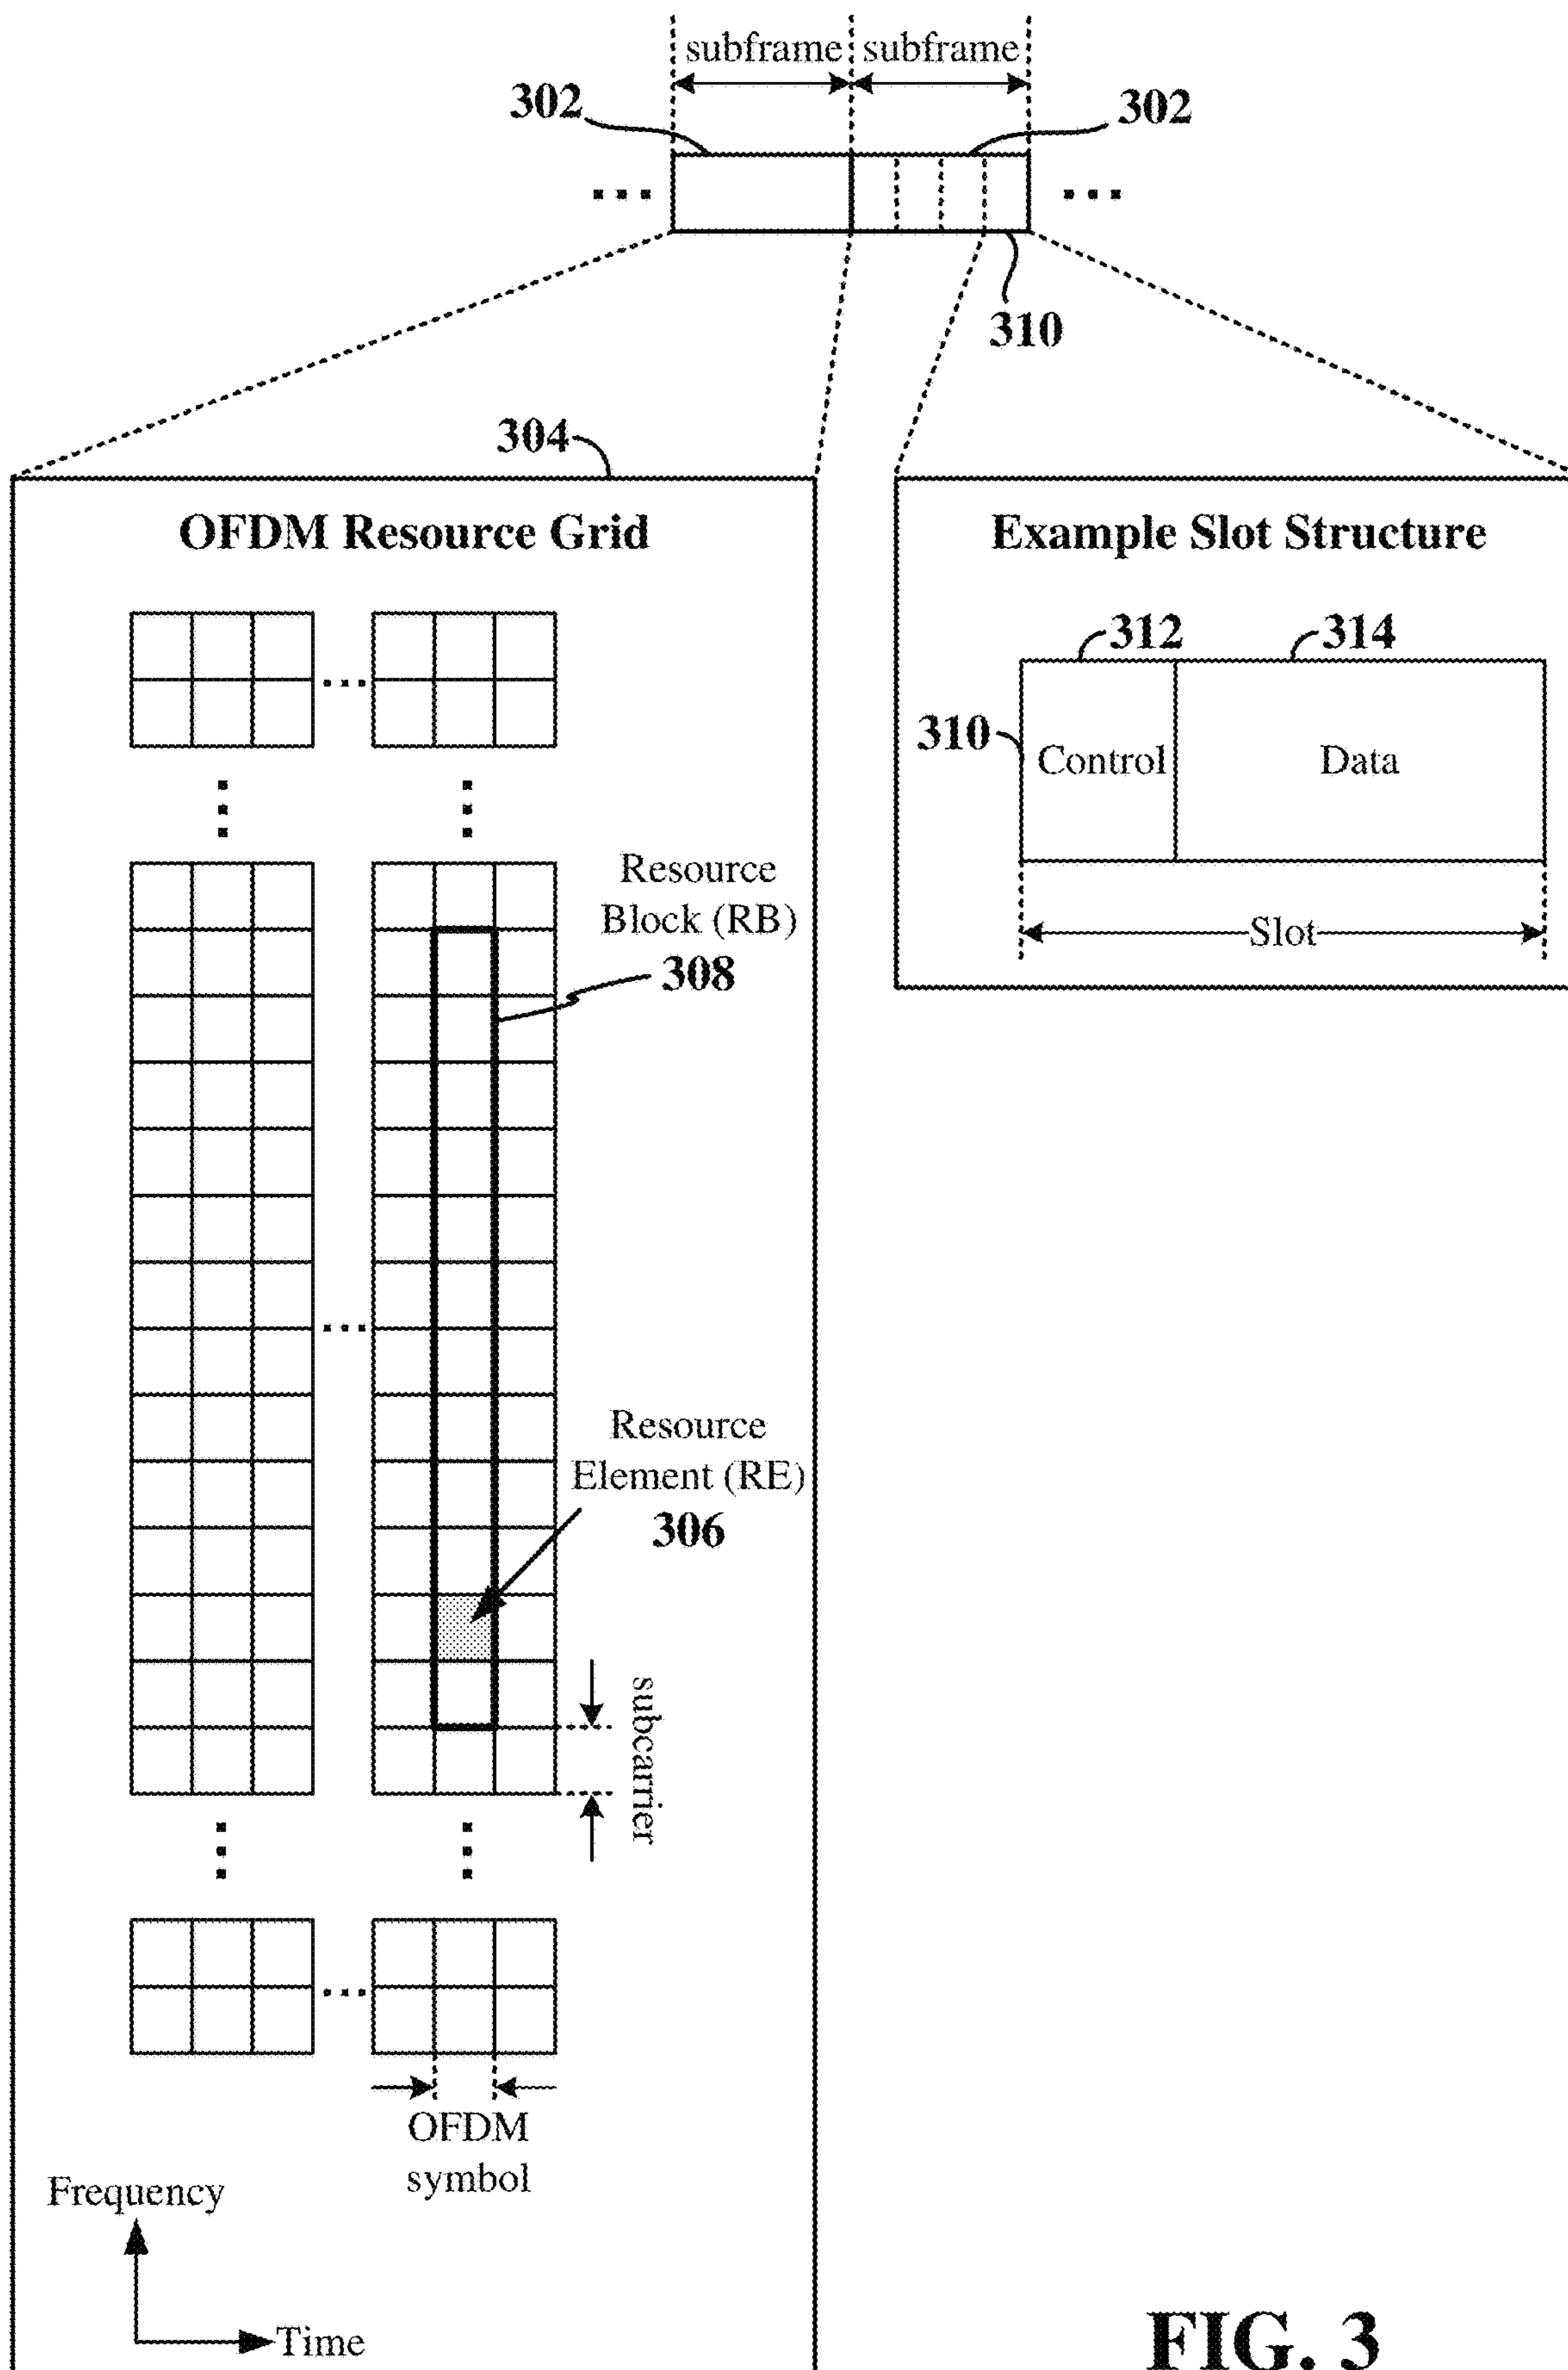 subframe subframe
302
302
310
304
OFDM Resource Grid
Resource
Block (RB)
308
Resource
Element (RE)
306
subcarrier
OFDM
symbol
Frequency
Time
Example Slot Structure
312
314
310
Control
Data
Slot
FIG. 3